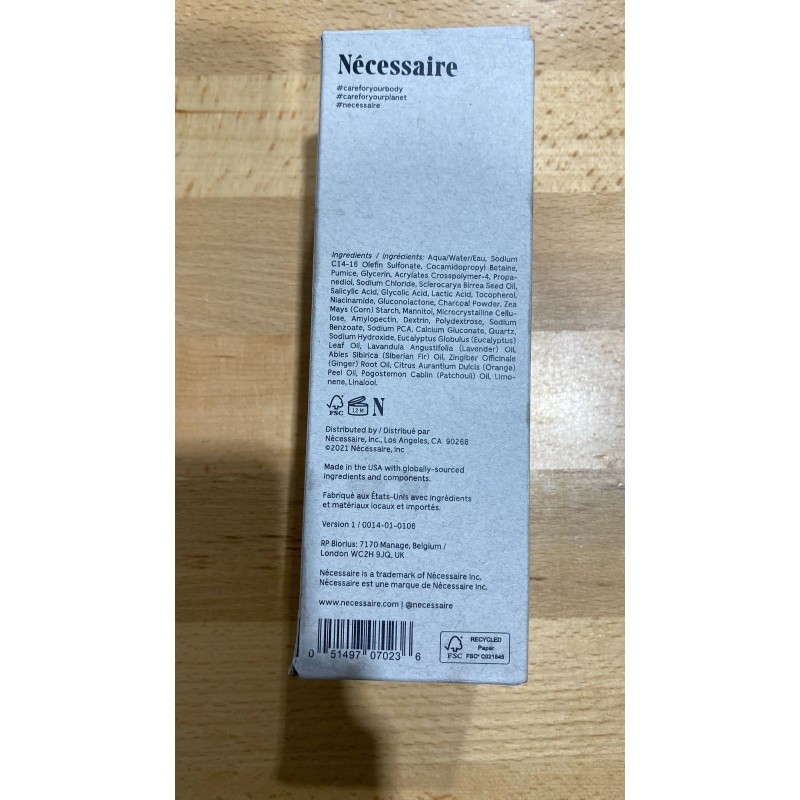 Nécessaire
#careforyourbody
#careforyourplanet
#necessaire
Ingredients / Ingrédients: Aqua/Water/Eau, Sodium
C14-16 Olefin Sulfonate, Cocamidopropyl Betaine,
Pumice, Glycerin, Acrylates Crosspolymer-4, Propa-
nediol, Sodium Chloride, Sclerocarya Birrea Seed Oil,
Salicylic Acid, Glycolic Acid, Lactic Acid, Tocopherol,
Niacinamide, Gluconolactone, Charcoal Powder, Zea
Mays (Corn) Starch, Mannitol, Microcrystalline Cellu-
lose, Amylopectin, Dextrin, Polydextrose, Sodium
Benzoate, Sodium PCA, Calcium Gluconate, Quartz,
Sodium Hydroxide, Eucalyptus Globulus (Eucalyptus)
Leaf Oil, Lavandula Angustifolia (Lavender) Oil,
Abies Sibirica (Siberian Fir) Oil, Zingiber Officinale
(Ginger) Root Oil, Citrus Aurantium Dulcis (Orange)
Peel Oil, Pogostemon Cablin (Patchouli) Oil, Limo-
nene, Linalool.
FSC 12 M N
Distributed by / Distribué par
Nécessaire, Inc., Los Angeles, CA 90268
©2021 Nécessaire, Inc
Made in the USA with globally-sourced
ingredients and components.
Fabriqué aux États-Unis avec ingrédients
et matériaux locaux et importés.
Version 1 / 0014-01-0106
RP Biorius: 7170 Manage, Belgium /
London WC2H 9JQ, UK
Nécessaire is a trademark of Nécessaire Inc.
Nécessaire est une marque de Nécessaire Inc.
www.necessaire.com | @necessaire
0 51497 07023 6
FSC RECYCLED
Paper
FSC® C021845